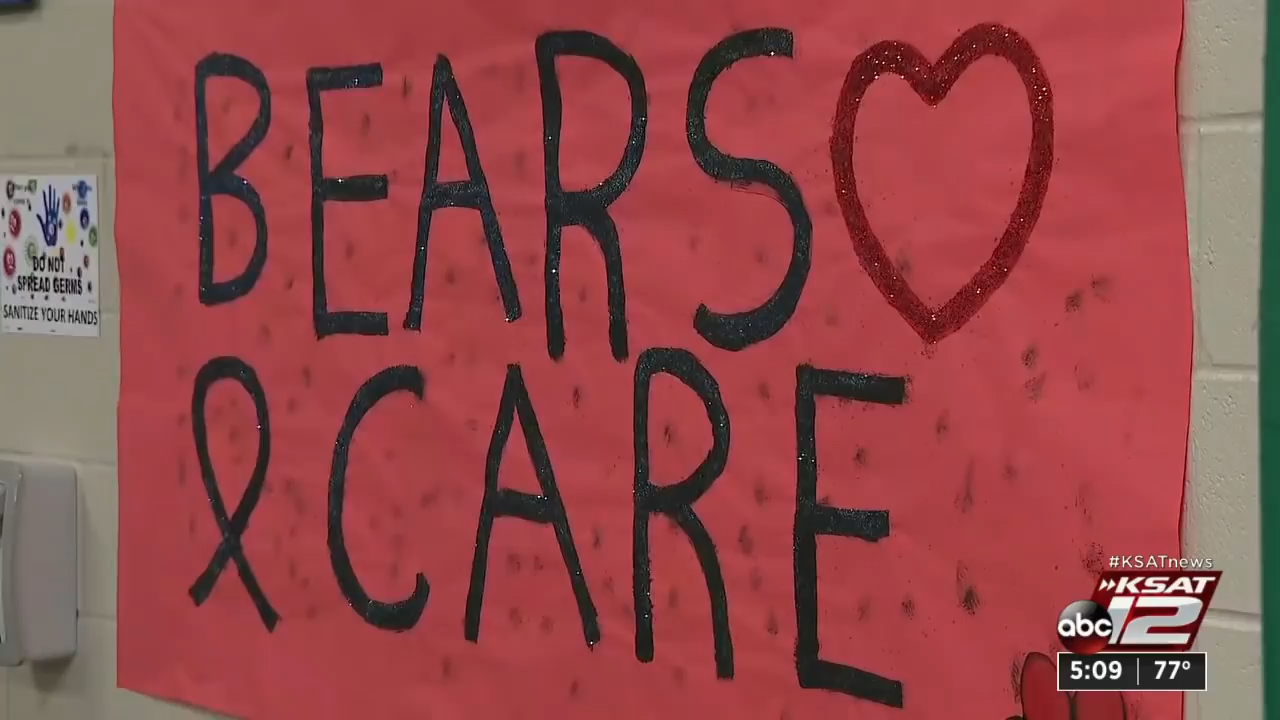 BEARS
CARE
DO NOT
SPREAD GERMS
SANITIZE YOUR HANDS
#KSATnews
KSAT
abc 12
5:09 77°